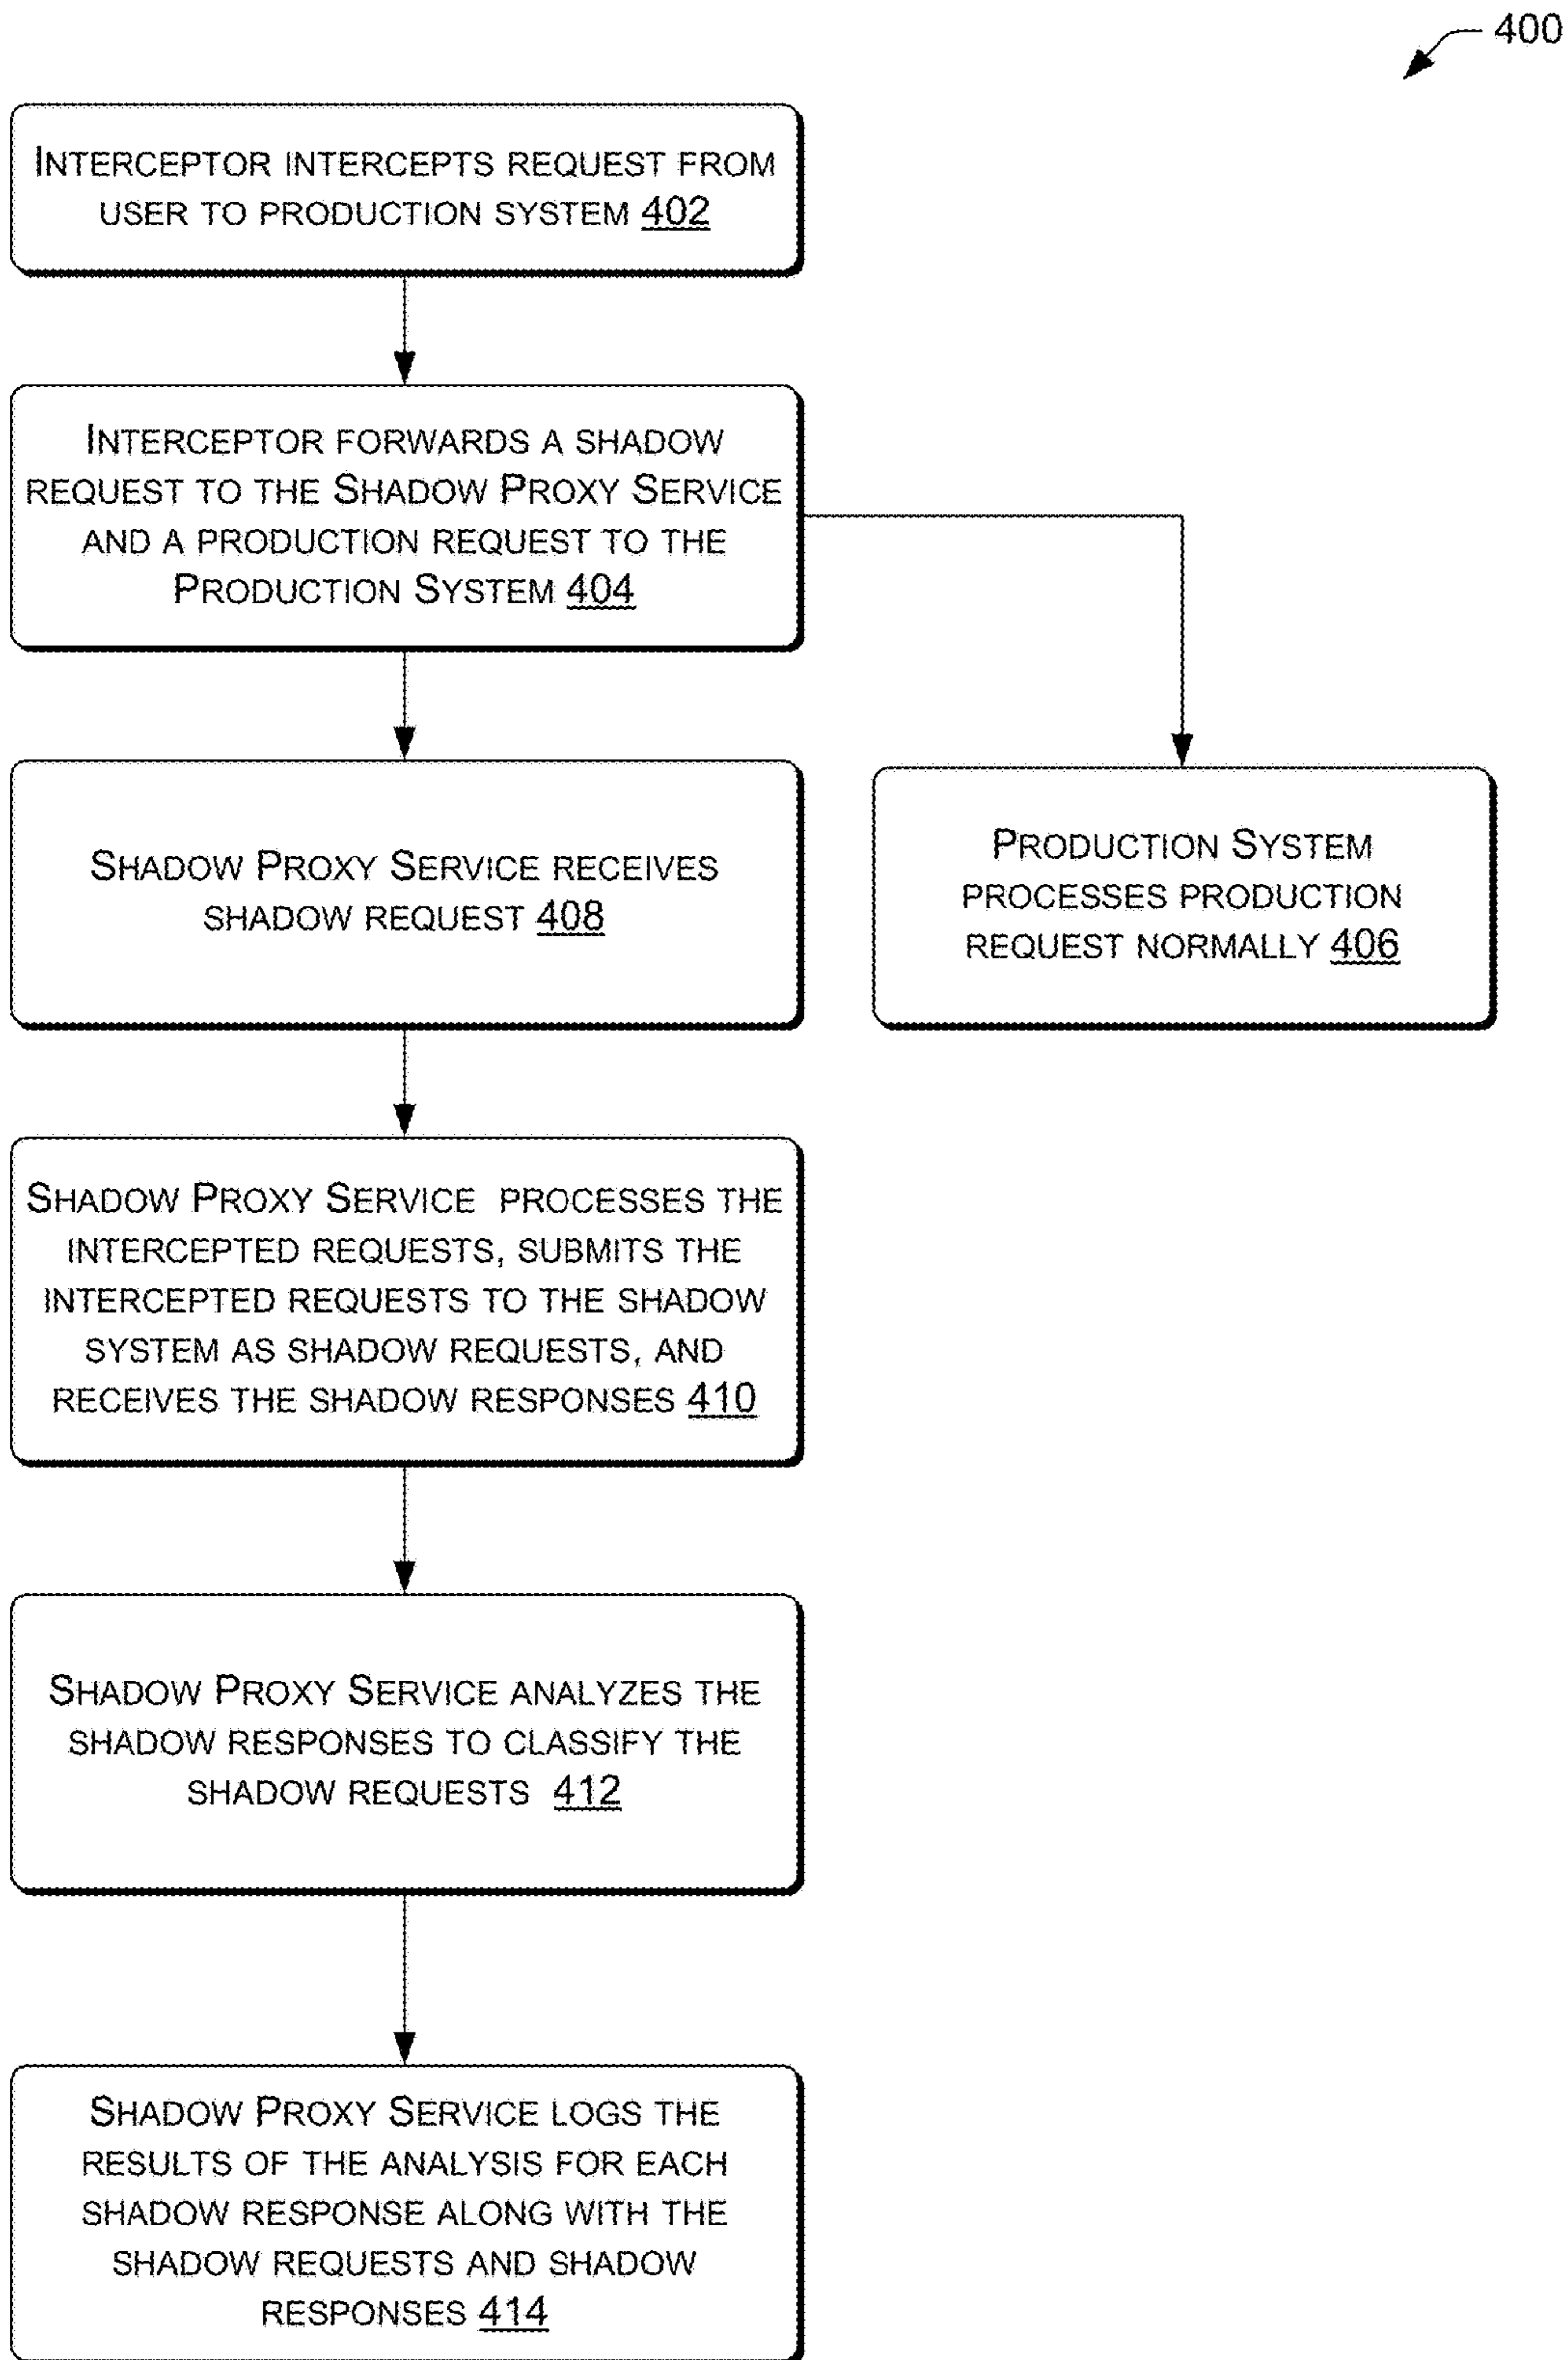 400
INTERCEPTOR INTERCEPTS REQUEST FROM
USER TO PRODUCTION SYSTEM 402
INTERCEPTOR FORWARDS A SHADOW
REQUEST TO THE SHADOW PROXY SERVICE
AND A PRODUCTION REQUEST TO THE
PRODUCTION SYSTEM 404
SHADOW PROXY SERVICE RECEIVES
SHADOW REQUEST 408
PRODUCTION SYSTEM
PROCESSES PRODUCTION
REQUEST NORMALLY 406
SHADOW PROXY SERVICE PROCESSES THE
INTERCEPTED REQUESTS, SUBMITS THE
INTERCEPTED REQUESTS TO THE SHADOW
SYSTEM AS SHADOW REQUESTS, AND
RECEIVES THE SHADOW RESPONSES 410
SHADOW PROXY SERVICE ANALYZES THE
SHADOW RESPONSES TO CLASSIFY THE
SHADOW REQUESTS 412
SHADOW PROXY SERVICE LOGS THE
RESULTS OF THE ANALYSIS FOR EACH
SHADOW RESPONSE ALONG WITH THE
SHADOW REQUESTS AND SHADOW
RESPONSES 414